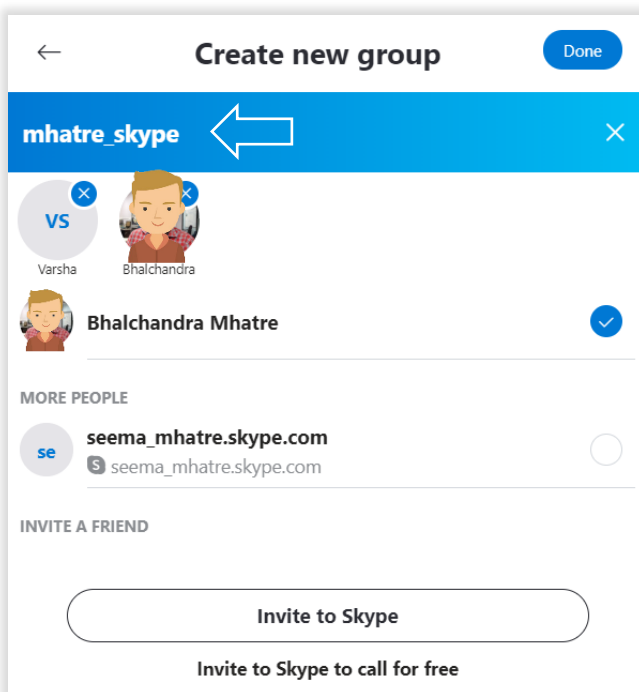 Create new group
Done
mhatre_skype
VS
Varsha
Bhalchandra
Bhalchandra Mhatre
MORE PEOPLE
se
seema_mhatre.skype.com
S seema_mhatre.skype.com
INVITE A FRIEND
Invite to Skype
Invite to Skype to call for free